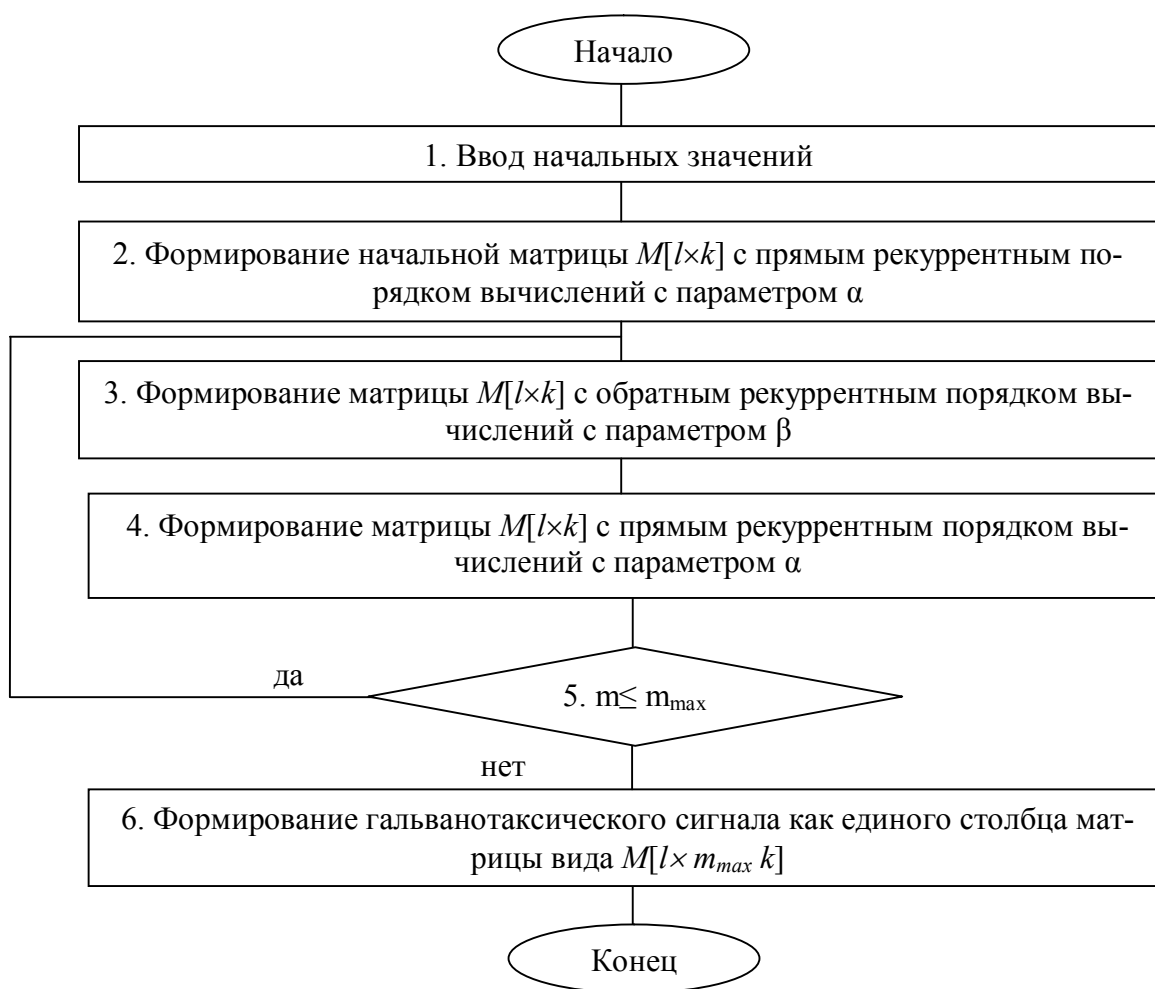 Начало
1. Ввод начальных значений
2. Формирование начальной матрицы M[l×k] с прямым рекуррентным по-
рядком вычислений с параметром α
3. Формирование матрицы M[l×k] с обратным рекуррентным порядком вы-
числений с параметром β
4. Формирование матрицы M[l×k] с прямым рекуррентным порядком вы-
числений с параметром α
да
5. m≤ mmax
нет
6. Формирование гальванотаксического сигнала как единого столбца мат-
рицы вида M[l× mmax k]
Конец